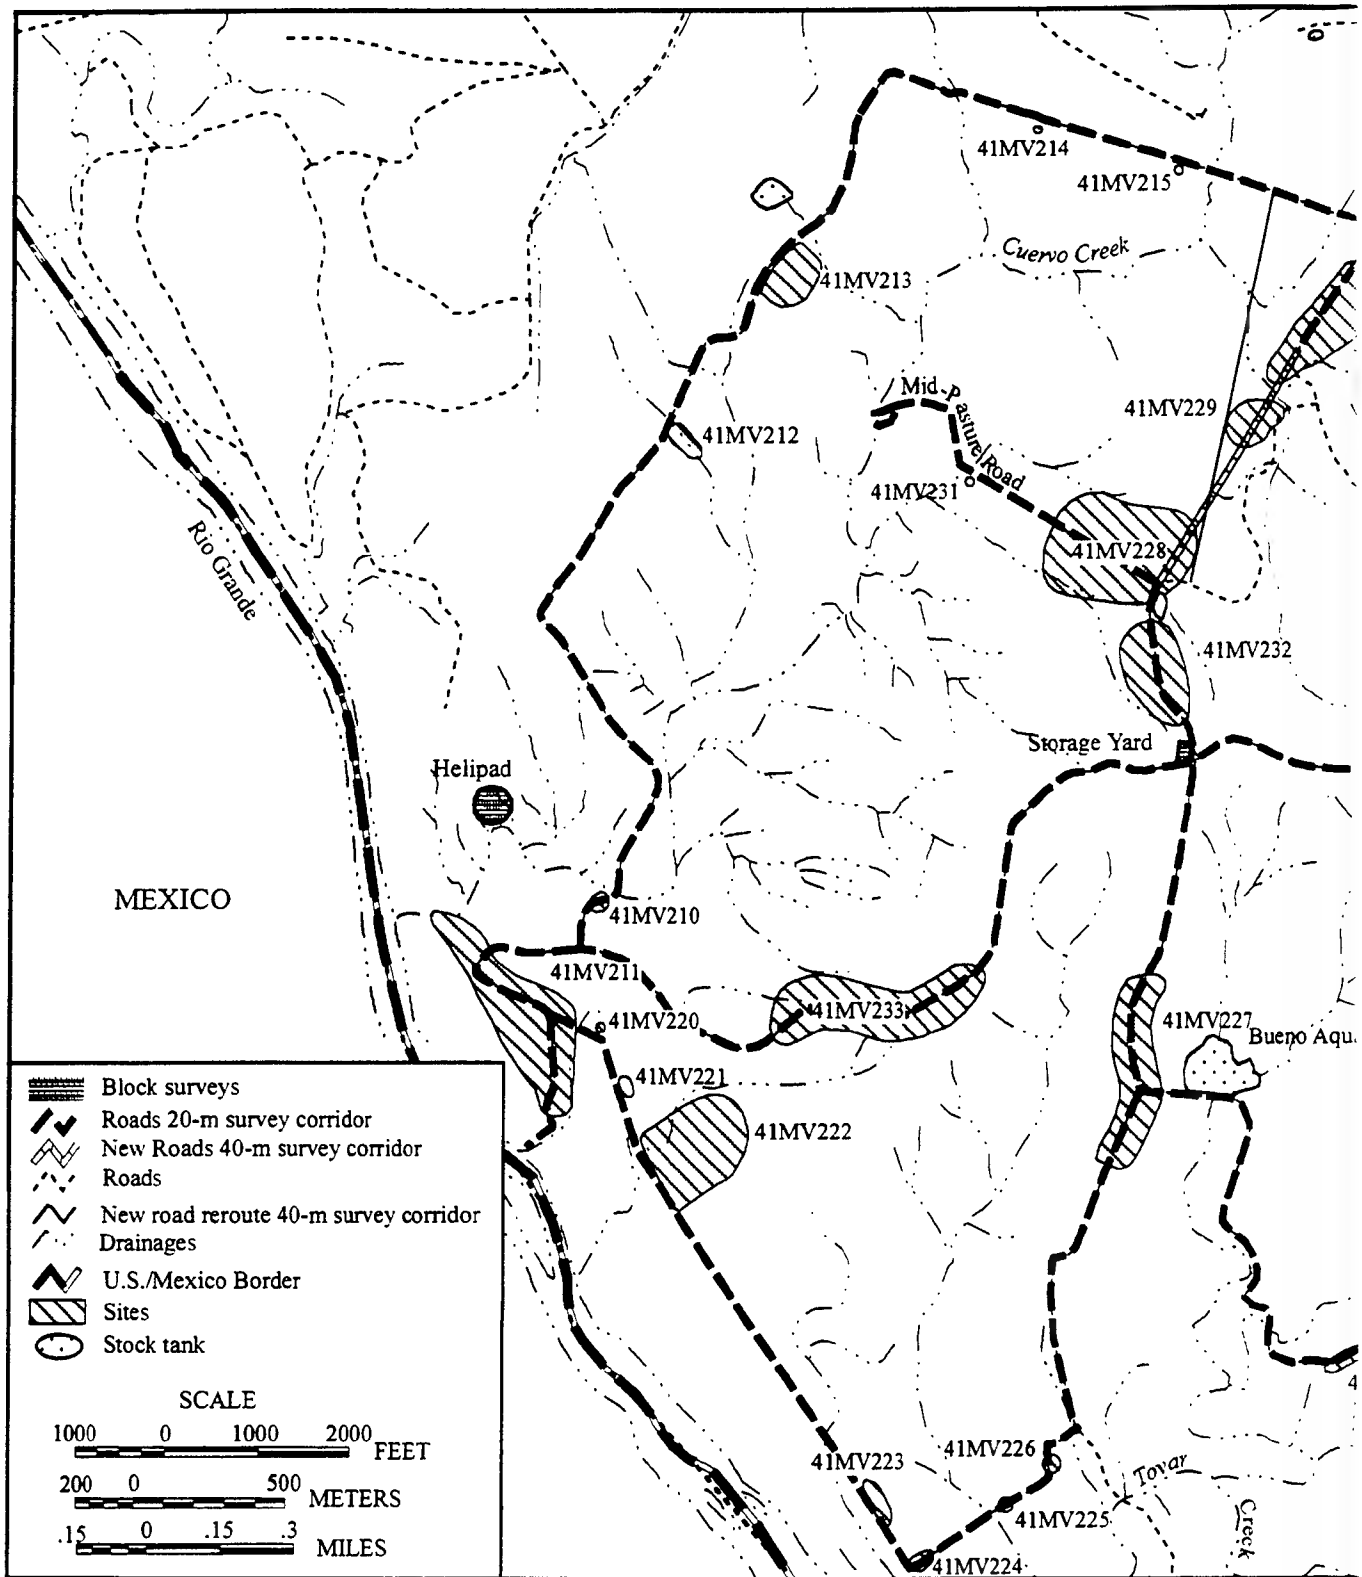 41MV214
41MV215
Cuervo Creek
41MV213
Mid-Pasture Road
41MV229
41MV212
41MV231
41MV228
Rio Grande
41MV232
Storage Yard
Helipad
MEXICO
41MV210
41MV211
41MV233
41MV220
41MV227
Bueno Aqu
41MV221
41MV222
Block surveys
Roads 20-m survey corridor
New Roads 40-m survey corridor
Roads
New road reroute 40-m survey corridor
Drainages
U.S./Mexico Border
Sites
Stock tank
SCALE
1000 0 1000 2000
FEET
200 0 500
METERS
.15 0 .15 .3
MILES
4
41MV226
41MV223
Tovar
Creek
41MV225
41MV224